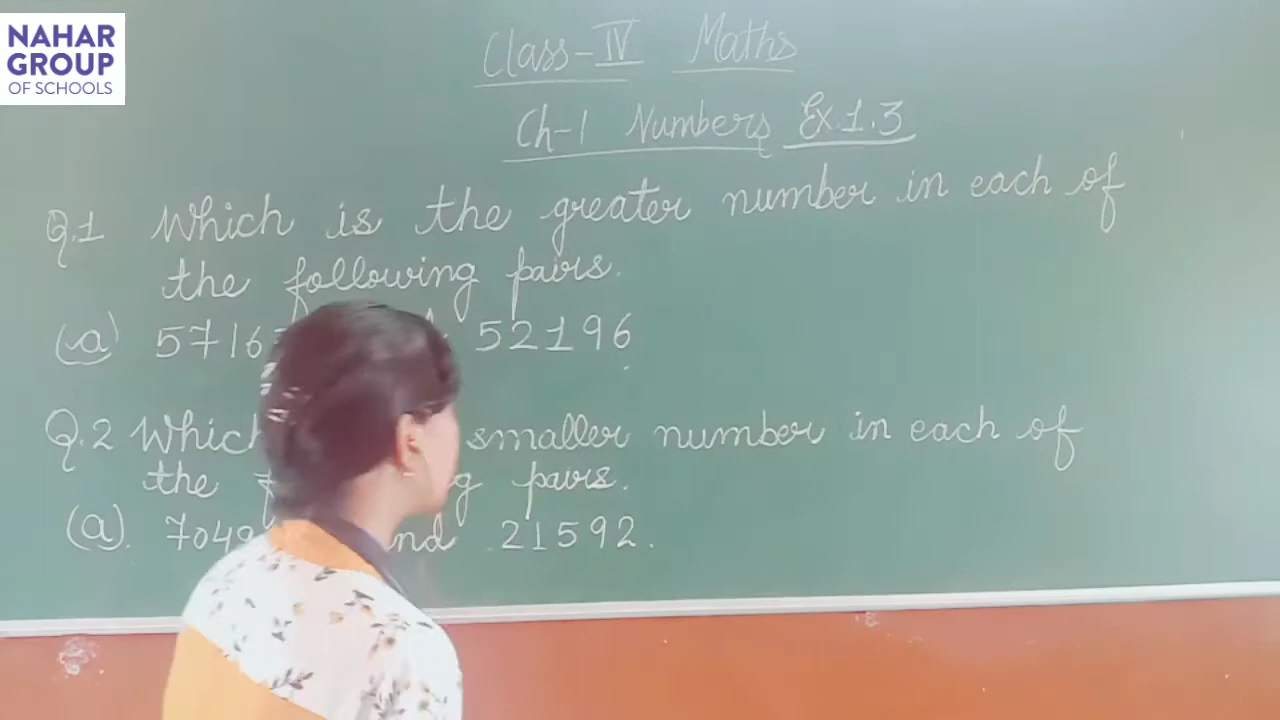 NAHAR
GROUP
OF SCHOOLS
Class-IV Maths
Ch-1 Numbers Ex.1.3
Q.1 Which is the greater number in each of
the following pairs.
(a) 5716 52196
Q.2 Which smaller number in each of
the pairs.
(a). 7049 and 21592.